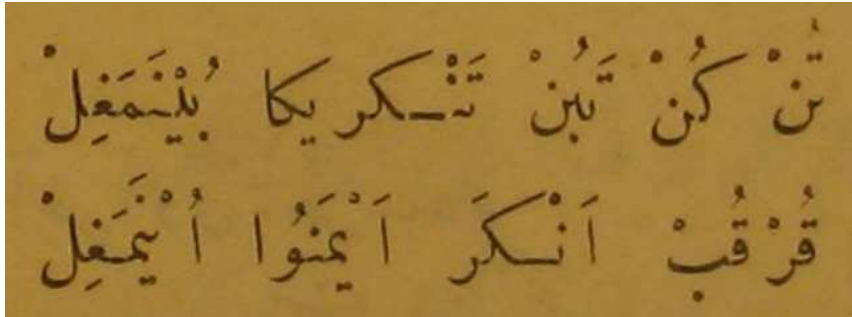 تُنْ كُنْ تَبُنْ تَنْكريكا بُيْنَمَغِلْ
قُرْقُبْ اَنْكَرَ اَيْمَنُوا اُيْنَمَغِلْ